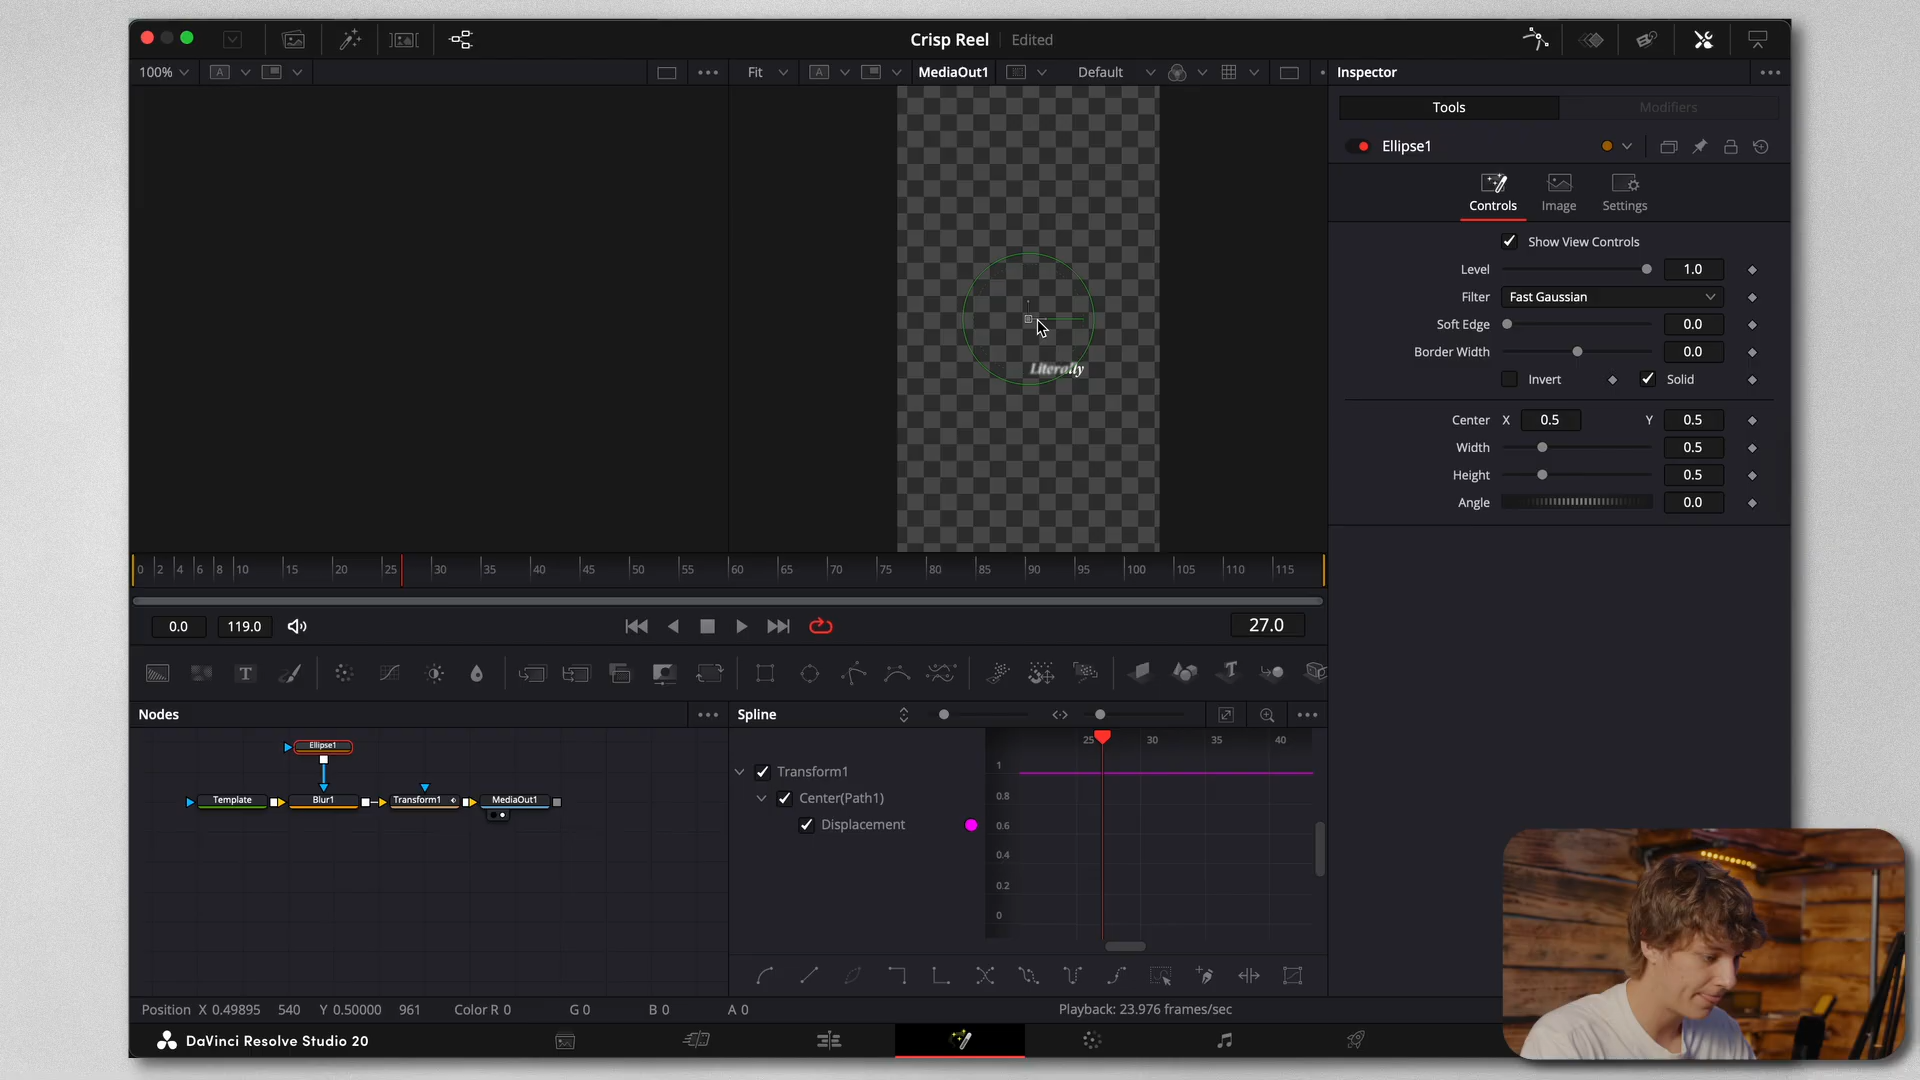 Crisp Reel Edited
100% A Fit A MediaOut1 Default Inspector
Tools Modifiers
Ellipse1
Controls Image Settings
Show View Controls
Level 1.0
Filter Fast Gaussian
Soft Edge 0.0
Border Width 0.0
Invert Solid
Center X 0.5 Y 0.5
Width 0.5
Height 0.5
Angle 0.0
Literally
0 2 4 6 8 10 15 20 25 30 35 40 45 50 55 60 65 70 75 80 85 90 95 100 105 110 115
0.0 119.0 27.0
T T
Nodes Spline
25 30 35 40
Ellipse1
Template Blur1 Transform1 MediaOut1
Transform1
Center(Path1)
Displacement
1
0.8
0.6
0.4
0.2
0
Position X 0.49895 540 Y 0.50000 961 Color R 0 G 0 B 0 A 0 Playback: 23.976 frames/sec
DaVinci Resolve Studio 20